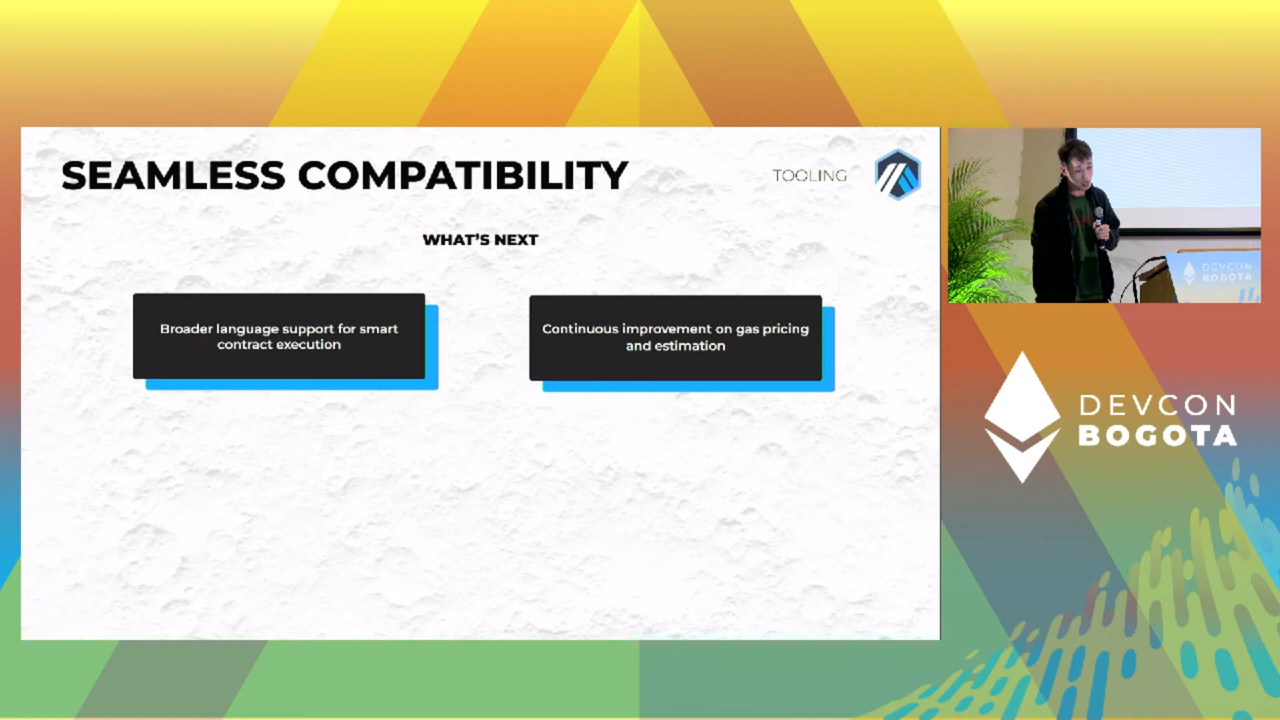 SEAMLESS COMPATIBILITY
TOOLING
WHAT'S NEXT
Broader language support for smart
contract execution
Continuous improvement on gas pricing
and estimation
DEVCON
BOGOTA
DEVCON
BOGOTA